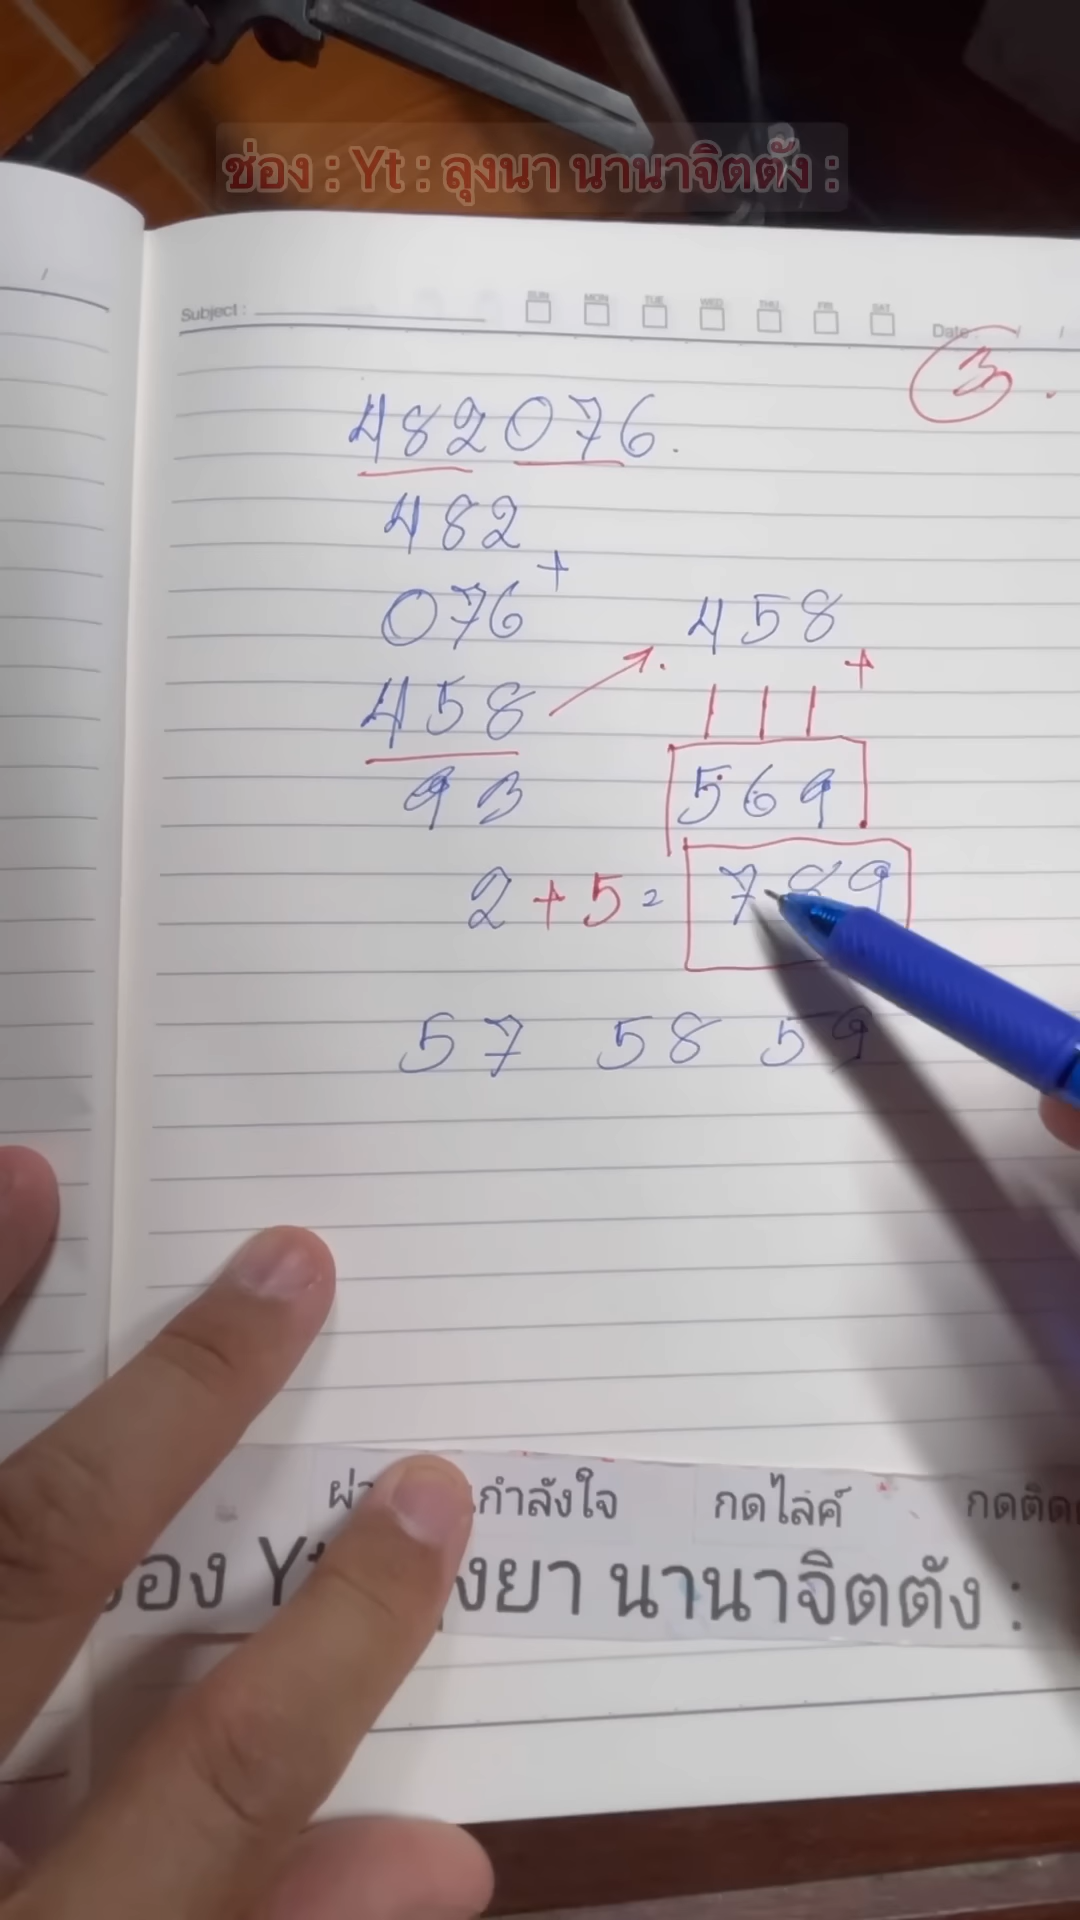 ช่อง : Yt : ลุงนา นานาจิตตัง :
Subject : SUN MON TUE WED THU FRI SAT Date / /
3 .
482076.
482
+
076
458
+
458
111
93
569
2 + 5 = 789
57 58 59
กำลังใจ กดไลค์
Yt นานาจิตตัง :